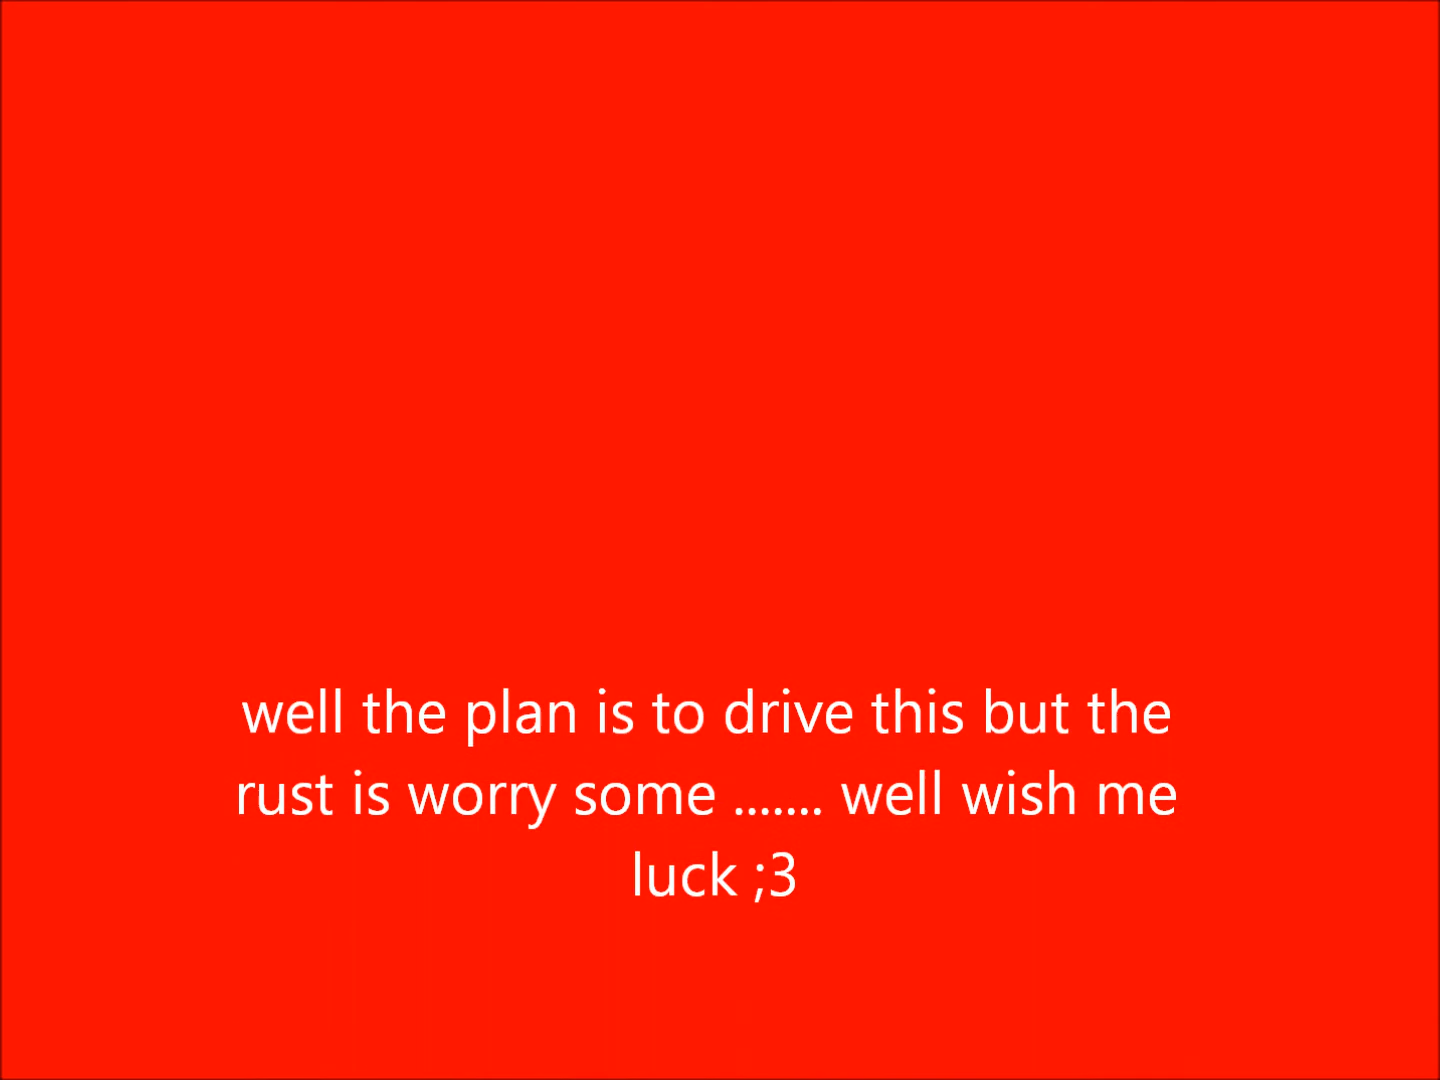 well the plan is to drive this but the
rust is worry some ....... well wish me
luck ;3